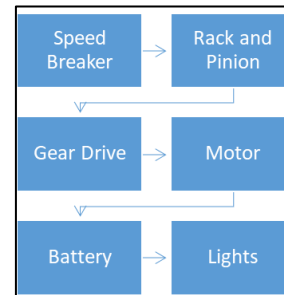 Speed
Breaker
Rack and
Pinion
Gear Drive
Motor
Battery
Lights